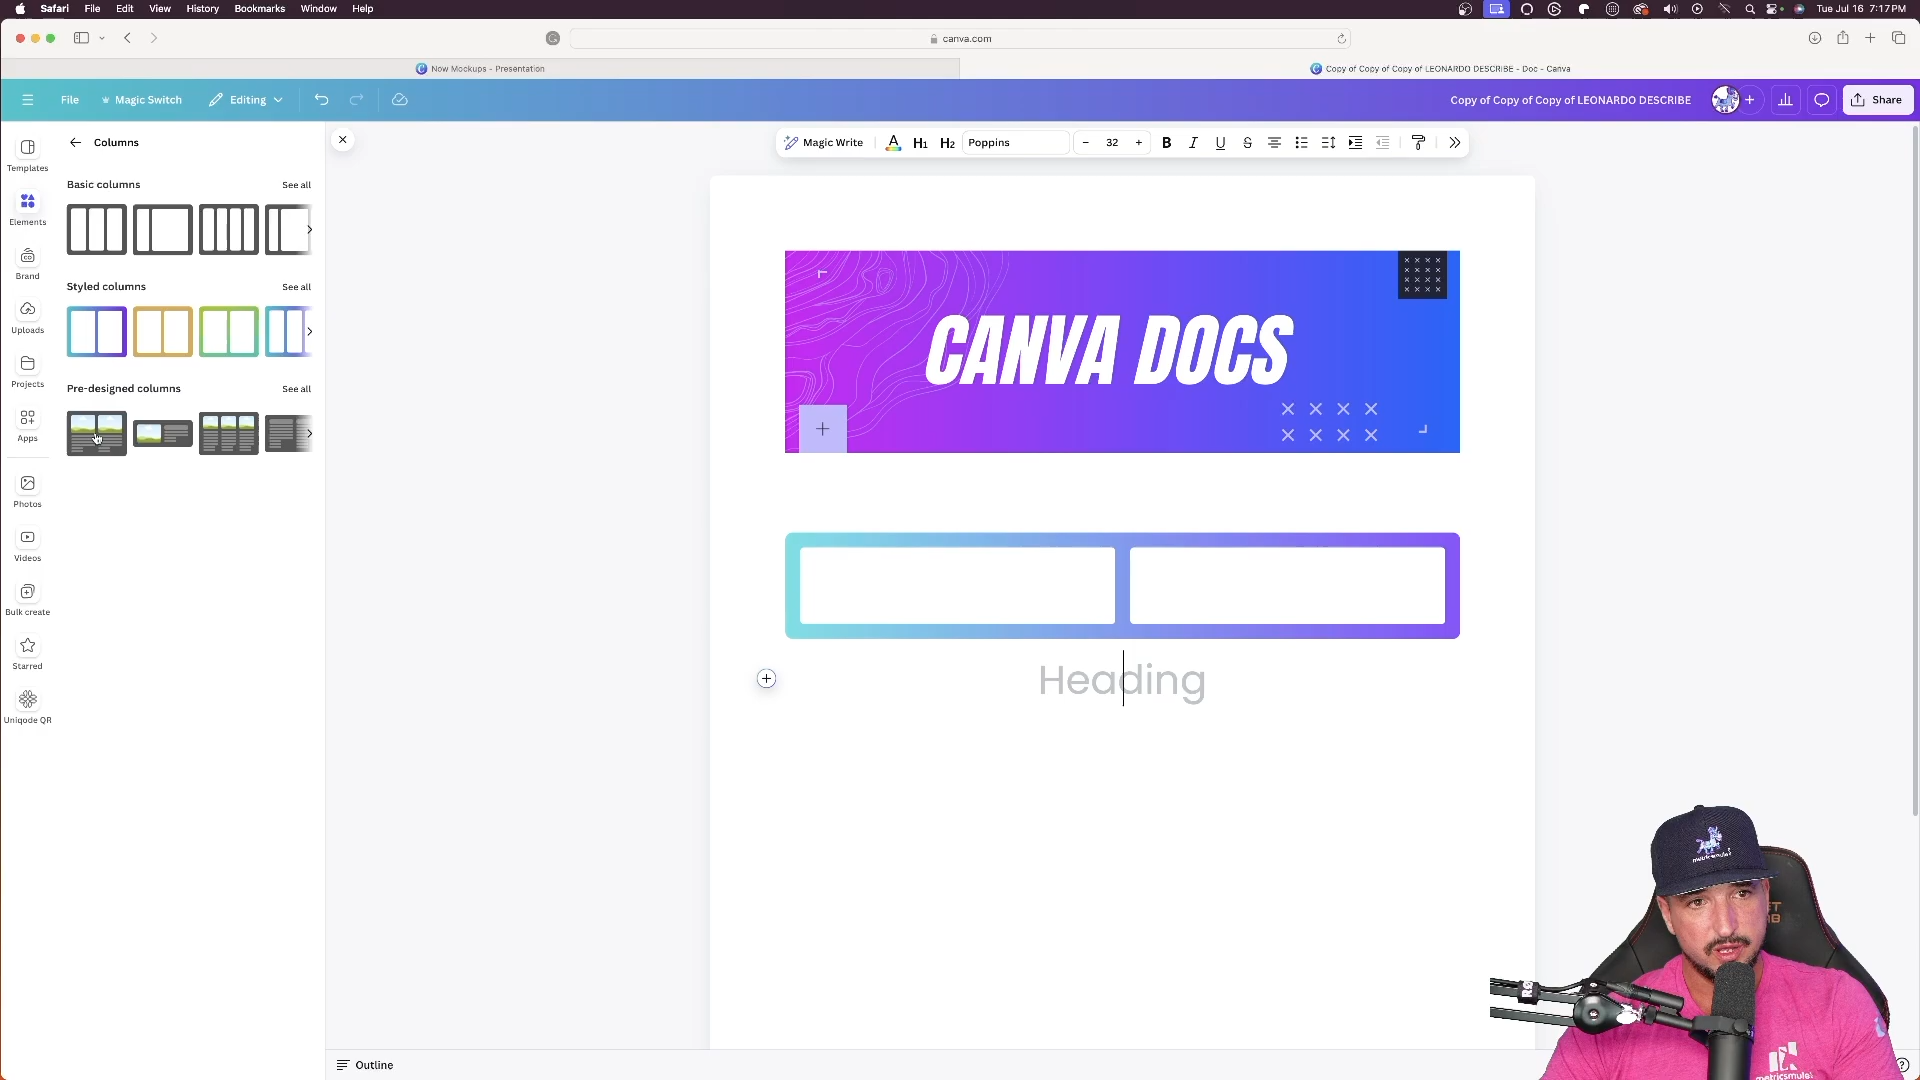 Safari File Edit View History Bookmarks Window Help Tue Jul 16 7:17 PM
canva.com
Now Mockups - Presentation
Copy of Copy of Copy of LEONARDO DESCRIBE - Doc - Canva
File Magic Switch Editing Copy of Copy of Copy of LEONARDO DESCRIBE Share
Columns
Magic Write A H1 H2 Poppins – 32 + B I U S
Templates
Elements
Brand
Uploads
Projects
Apps
Photos
Videos
Bulk create
Starred
Uniqode QR
Basic columns See all
Styled columns See all
Pre-designed columns See all
CANVA DOCS
Heading
Outline
metricsmule
metricsmule